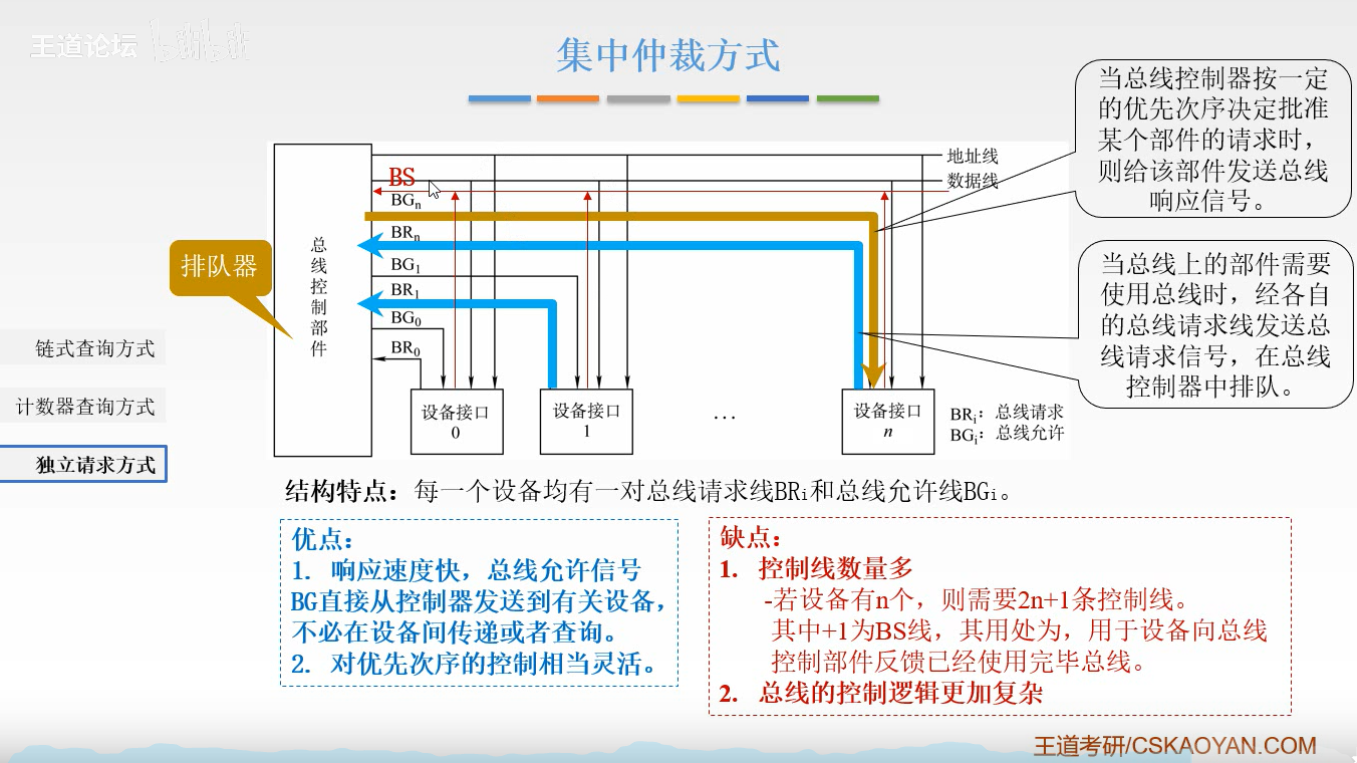 王道论坛 bilibili
集中仲裁方式
当总线控制器按一定
的优先次序决定批准
某个部件的请求时，
则给该部件发送总线
响应信号。
地址线
数据线
BS
BGn
BRn
BG1
BR1
BG0
BR0
总
线
控
制
部
件
排队器
当总线上的部件需要
使用总线时，经各自
的总线请求线发送总
线请求信号，在总线
控制器中排队。
链式查询方式
计数器查询方式
独立请求方式
设备接口
0
设备接口
1
...
设备接口
n
BRi：总线请求
BGi：总线允许
结构特点：每一个设备均有一对总线请求线BRi和总线允许线BGi。
优点：
1. 响应速度快，总线允许信号
BG直接从控制器发送到有关设备，
不必在设备间传递或者查询。
2. 对优先次序的控制相当灵活。
缺点：
1. 控制线数量多
-若设备有n个，则需要2n+1条控制线。
其中+1为BS线，其用处为，用于设备向总线
控制部件反馈已经使用完毕总线。
2. 总线的控制逻辑更加复杂
王道考研/CSKAOYAN.COM